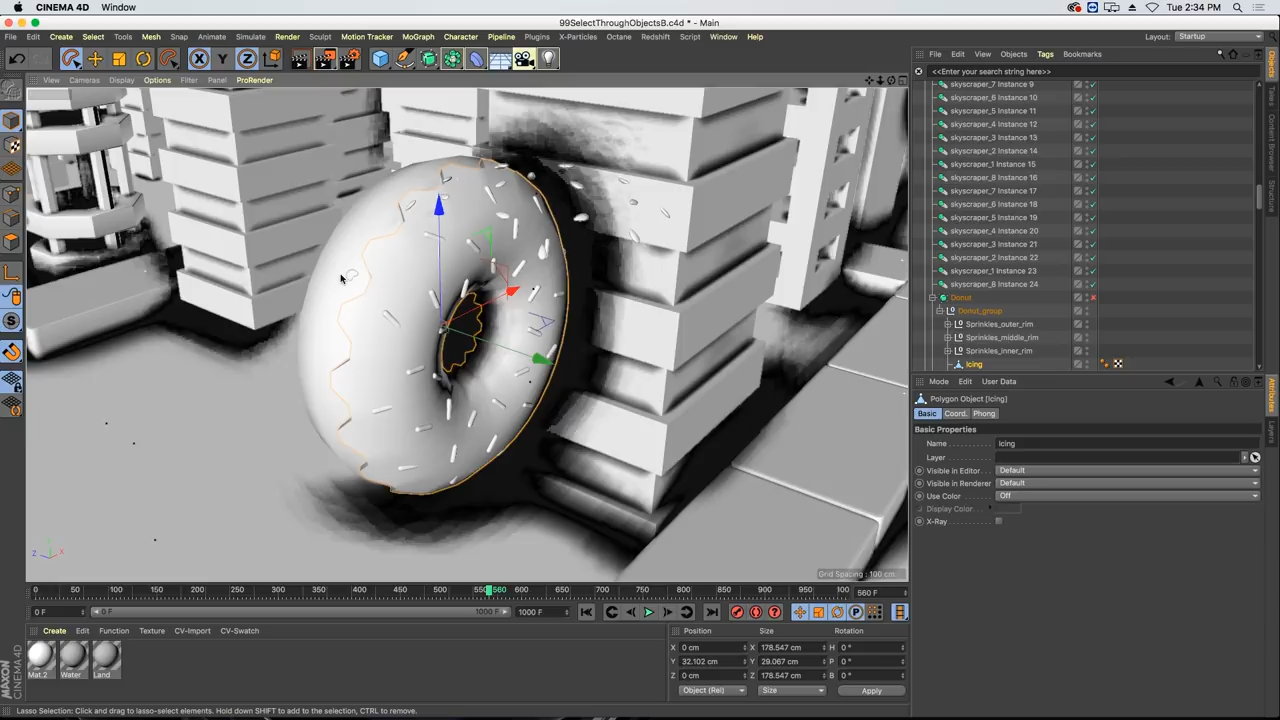 CINEMA 4D Window
Tue 2:34 PM
99SelectThroughObjectsB.c4d * - Main
File Edit Create Select Tools Mesh Snap Animate Simulate Render Sculpt Motion Tracker MoGraph Character Pipeline Plugins X-Particles Octane Redshift Script Window Help
Layout: Startup
File Edit View Objects Tags Bookmarks
<<Enter your search string here>>
View Cameras Display Options Filter Panel ProRender
skyscraper_7 Instance 9
skyscraper_6 Instance 10
skyscraper_5 Instance 11
skyscraper_4 Instance 12
skyscraper_3 Instance 13
skyscraper_2 Instance 14
skyscraper_1 Instance 15
skyscraper_8 Instance 16
skyscraper_7 Instance 17
skyscraper_6 Instance 18
skyscraper_5 Instance 19
skyscraper_4 Instance 20
skyscraper_3 Instance 21
skyscraper_2 Instance 22
skyscraper_1 Instance 23
skyscraper_8 Instance 24
Donut
Donut_group
Sprinkles_outer_rim
Sprinkles_middle_rim
Sprinkles_inner_rim
Icing
Objects
Takes
Content Browser
Structure
Mode Edit User Data
Polygon Object [Icing]
Basic Coord. Phong
Basic Properties
Name Icing
Layer
Visible in Editor Default
Visible in Renderer Default
Use Color Off
Display Color
X-Ray
Attributes
Layers
X Y Z
Z Y X
Grid Spacing : 100 cm
0 50 100 150 200 250 300 350 400 450 500 550 560 600 650 700 750 800 850 900 950 1000
560 F
0 F
0 F
1000 F
1000 F
Create Edit Function Texture CV-Import CV-Swatch
Mat.2 Water Land
Position Size Rotation
X 0 cm X 178.547 cm H 0 °
Y 32.102 cm Y 29.067 cm P 0 °
Z 0 cm Z 178.547 cm B 0 °
Object (Rel) Size Apply
MAXON CINEMA 4D
Lasso Selection: Click and drag to lasso-select elements. Hold down SHIFT to add to the selection, CTRL to remove.